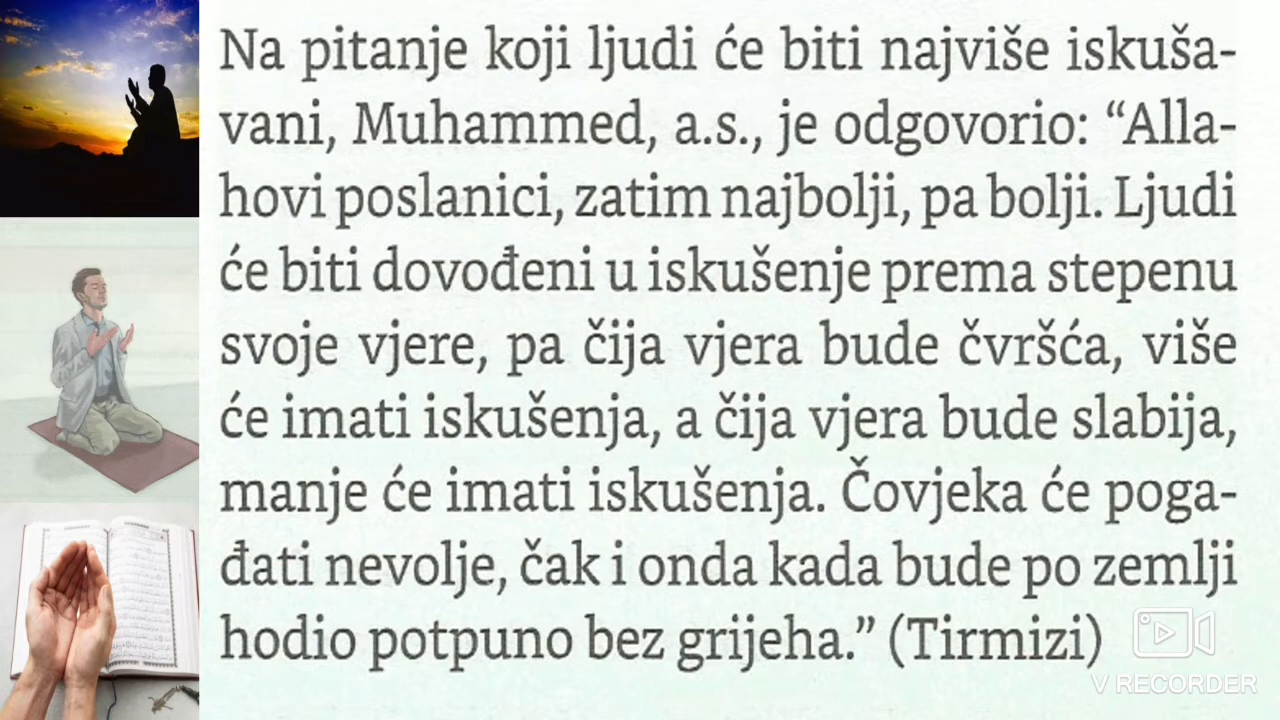 Na pitanje koji ljudi će biti najviše iskuša-
vani, Muhammed, a.s., je odgovorio: “Alla-
hovi poslanici, zatim najbolji, pa bolji. Ljudi
će biti dovođeni u iskušenje prema stepenu
svoje vjere, pa čija vjera bude čvršća, više
će imati iskušenja, a čija vjera bude slabija,
manje će imati iskušenja. Čovjeka će poga-
đati nevolje, čak i onda kada bude po zemlji
hodio potpuno bez grijeha.” (Tirmizi)
V RECORDER